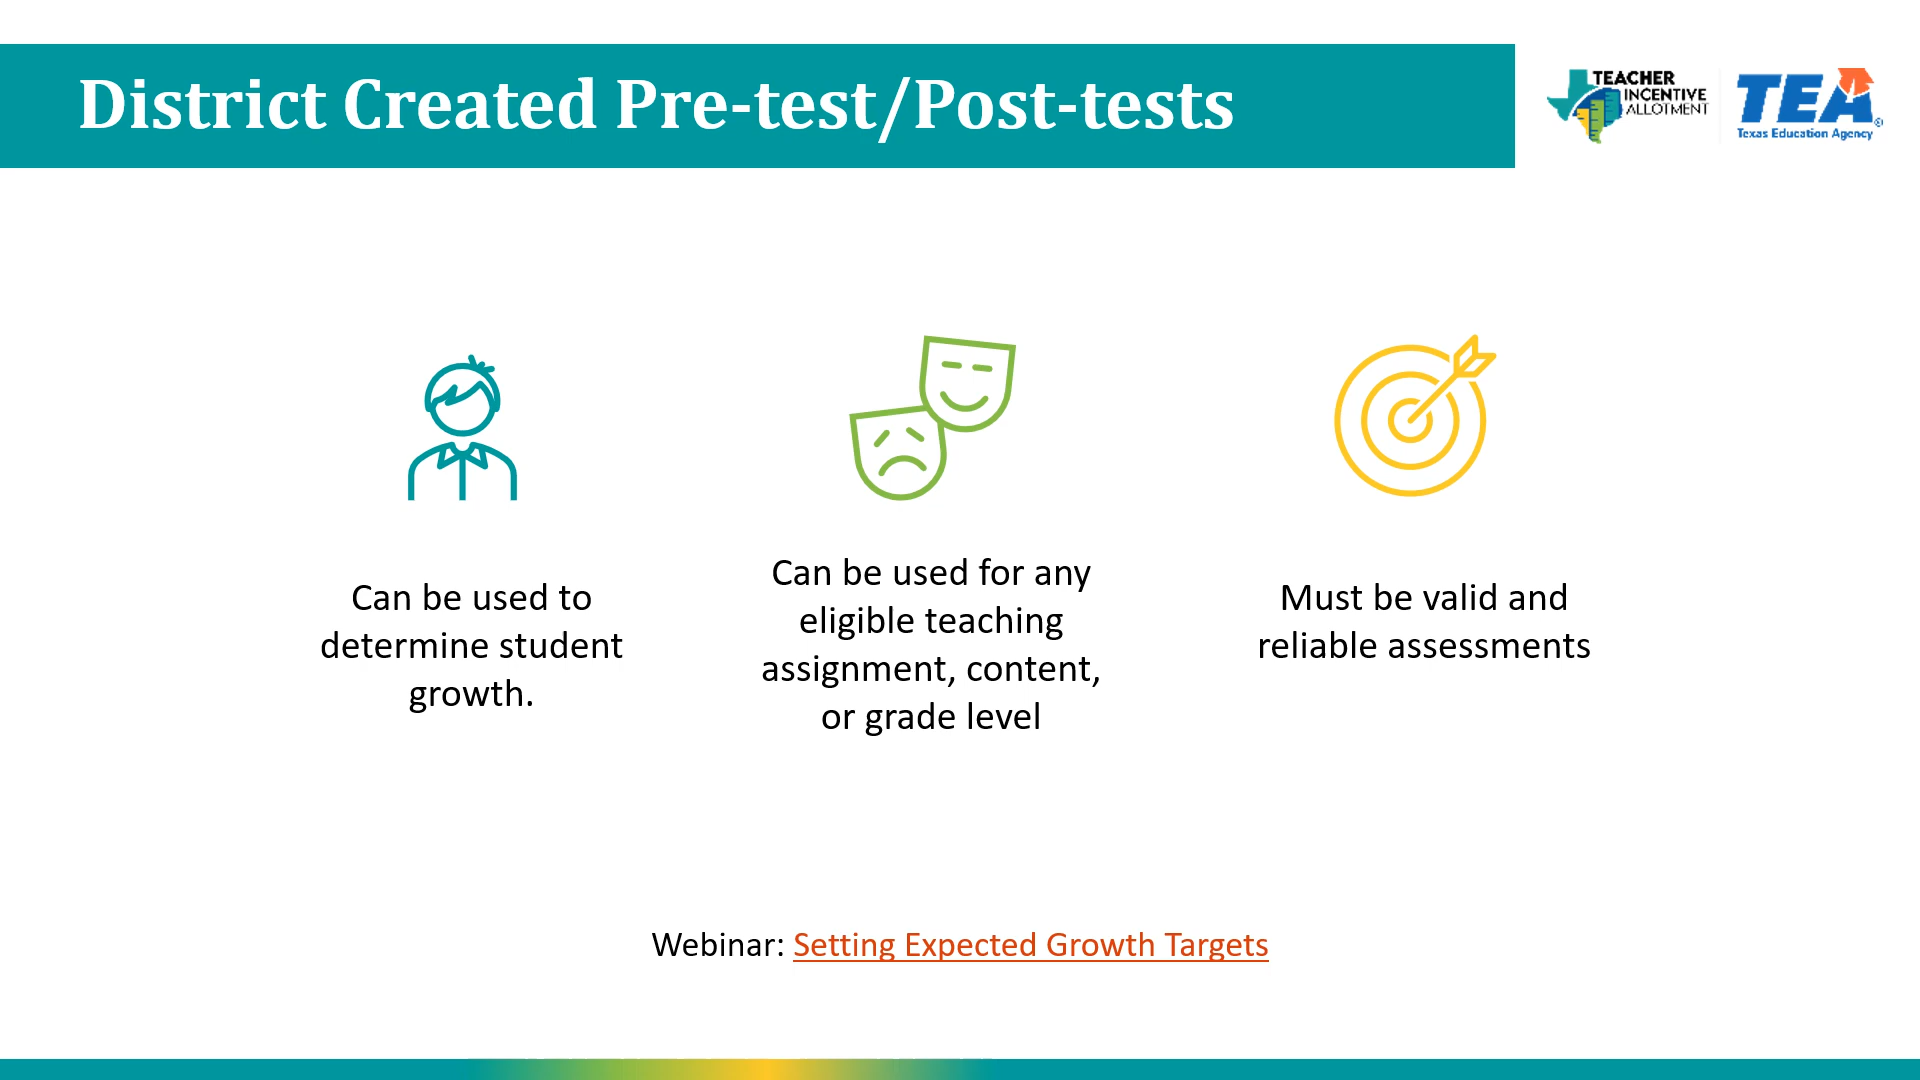 District Created Pre-test/Post-tests
TEACHER
INCENTIVE
ALLOTMENT
TEA®
Texas Education Agency
Can be used to
determine student
growth.
Can be used for any
eligible teaching
assignment, content,
or grade level
Must be valid and
reliable assessments
Webinar: Setting Expected Growth Targets